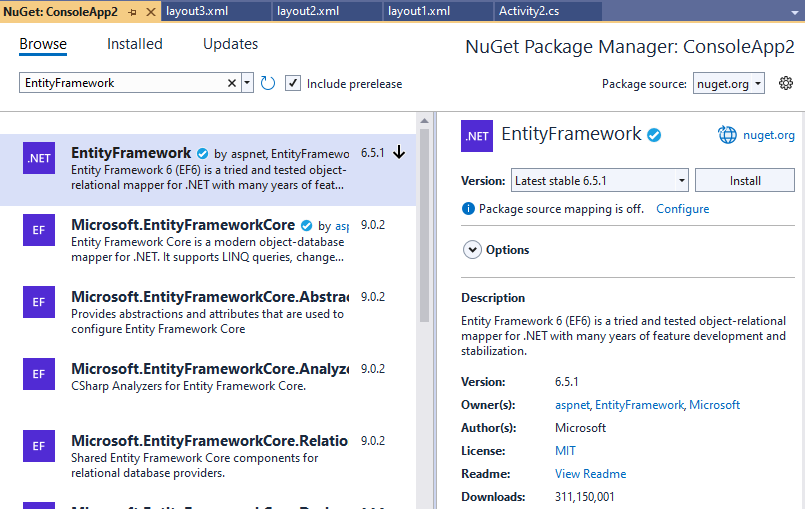 NuGet: ConsoleApp2
layout3.xml
layout2.xml
layout1.xml
Activity2.cs
Browse
Installed
Updates
NuGet Package Manager: ConsoleApp2
EntityFramework
Include prerelease
Package source:
nuget.org
.NET
EntityFramework
by aspnet, EntityFramewo
6.5.1
Entity Framework 6 (EF6) is a tried and tested object-
relational mapper for .NET with many years of feat...
EF
Microsoft.EntityFrameworkCore
by asp
9.0.2
Entity Framework Core is a modern object-database
mapper for .NET. It supports LINQ queries, change...
EF
Microsoft.EntityFrameworkCore.Abstrac
9.0.2
Provides abstractions and attributes that are used to
configure Entity Framework Core
EF
Microsoft.EntityFrameworkCore.Analyze
9.0.2
CSharp Analyzers for Entity Framework Core.
EF
Microsoft.EntityFrameworkCore.Relatio
9.0.2
Shared Entity Framework Core components for
relational database providers.
.NET
EntityFramework
nuget.org
Version:
Latest stable 6.5.1
Install
Package source mapping is off.
Configure
Options
Description
Entity Framework 6 (EF6) is a tried and tested object-relational
mapper for .NET with many years of feature development and
stabilization.
Version:
6.5.1
Owner(s):
aspnet, EntityFramework, Microsoft
Author(s):
Microsoft
License:
MIT
Readme:
View Readme
Downloads:
311,150,001